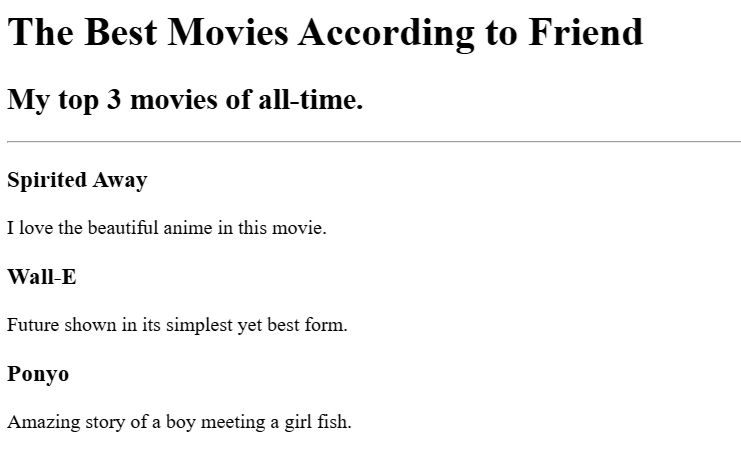 The Best Movies According to Friend
My top 3 movies of all-time.
Spirited Away
I love the beautiful anime in this movie.
Wall-E
Future shown in its simplest yet best form.
Ponyo
Amazing story of a boy meeting a girl fish.